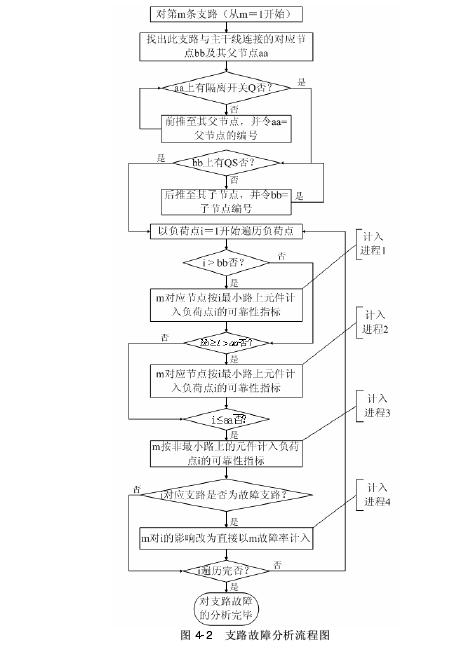 对第m条支路（从m＝1开始）
找出此支路与主干线连接的对应节
点bb及其父节点aa
aa上有隔离开关Q否?
是
否
前推至其父节点，并令aa=
父节点的编号
是
bb上有QS否?
否
后推至其子节点，并令bb=
子节点编号
是
以负荷点i＝1开始遍历负荷点
i＞bb否?
否
计入
进程1
是
m对应节点按i最小路上元件计
入负荷点i的可靠性指标
否
bb≥i＞aa否?
计入
进程2
是
m对应节点按i最小路上元件计
入负荷点i的可靠性指标
i≤aa否?
计入
进程3
是
m按非最小路上的元件计入负荷
点i的可靠性指标
否
i对应支路是否为故障支路?
计入
进程4
是
m对i的影响改为直接以m故障率计入
i遍历完否?
否
是
对支路故障
的分析完毕
图 4-2 支路故障分析流程图